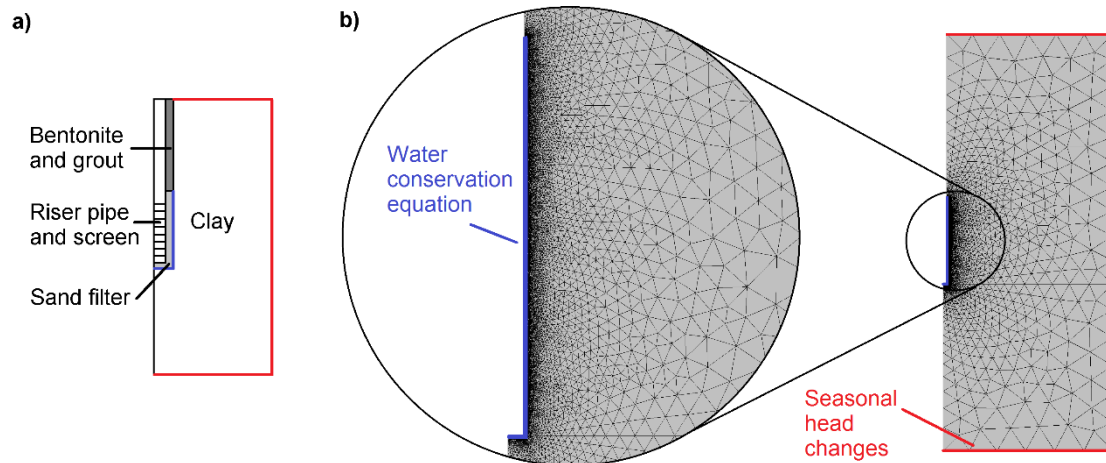 a)
Bentonite
and grout
Riser pipe
and screen
Clay
Sand filter
b)
Water
conservation
equation
Seasonal
head
changes